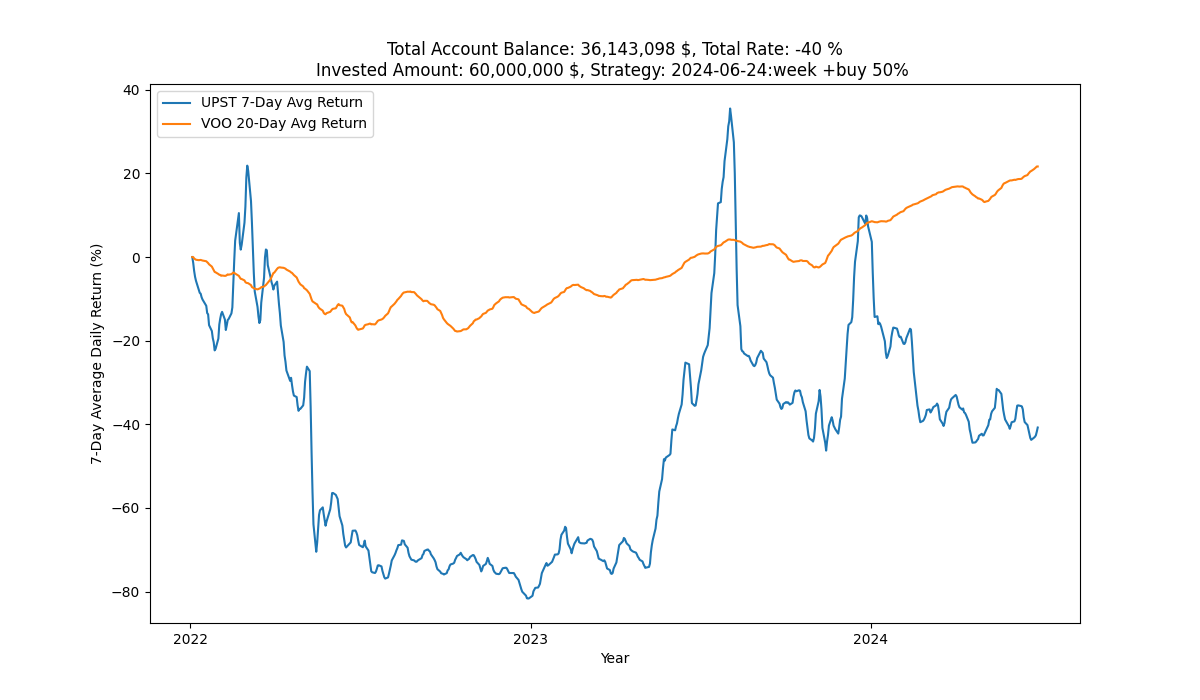 Total Account Balance: 36,143,098 $, Total Rate: -40 %
Invested Amount: 60,000,000 $, Strategy: 2024-06-24:week +buy 50%
UPST 7-Day Avg Return
VOO 20-Day Avg Return
7-Day Average Daily Return (%)
40
20
0
−20
−40
−60
−80
2022
2023
2024
Year